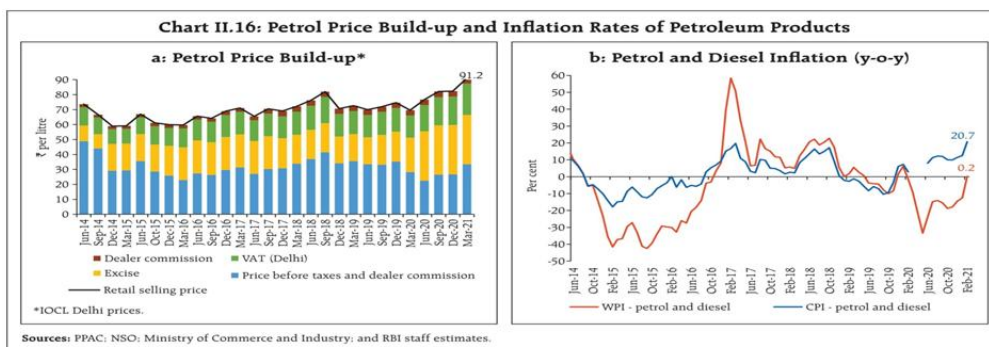 Chart II.16: Petrol Price Build-up and Inflation Rates of Petroleum Products
a: Petrol Price Build-up*
91.2
90
80
70
60
50
40
30
20
10
0
₹ per litre
Jun-14
Sep-14
Dec-14
Mar-15
Jun-15
Oct-15
Dec-15
Mar-16
Jun-16
Sep-16
Dec-16
Mar-17
Jun-17
Sep-17
Dec-17
Mar-18
Jun-18
Sep-18
Dec-18
Mar-19
Jun-19
Sep-19
Dec-19
Mar-20
Jun-20
Sep-20
Dec-20
Mar-21
Dealer commission
VAT (Delhi)
Excise
Price before taxes and dealer commission
Retail selling price
*IOCL Delhi prices.
b: Petrol and Diesel Inflation (y-o-y)
60
50
40
30
20
10
0
-10
-20
-30
-40
-50
Per cent
20.7
0.2
Jun-14
Oct-14
Feb-15
Jun-15
Oct-15
Feb-16
Jun-16
Oct-16
Feb-17
Jun-17
Oct-17
Feb-18
Jun-18
Oct-18
Feb-19
Jun-19
Oct-19
Feb-20
Jun-20
Oct-20
Feb-21
WPI - petrol and diesel
CPI - petrol and diesel
Sources: PPAC; NSO; Ministry of Commerce and Industry; and RBI staff estimates.